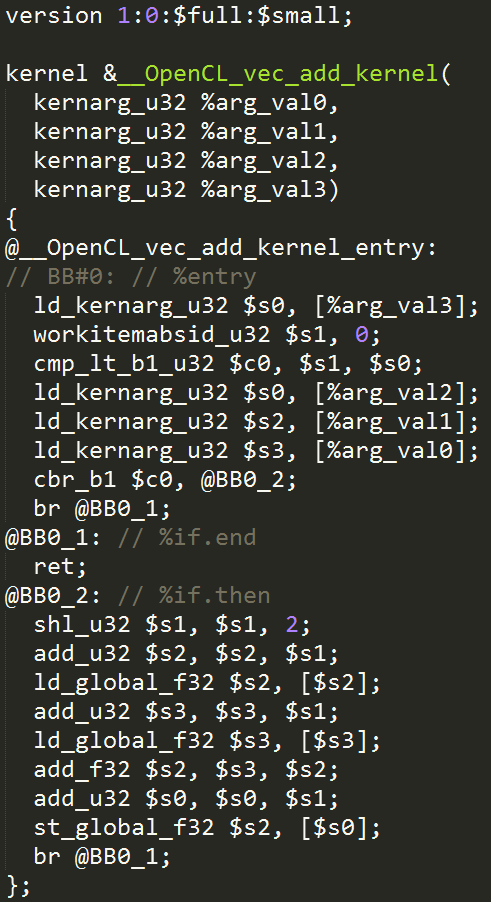 version 1:0:$full:$small;

kernel &__OpenCL_vec_add_kernel(
  kernarg_u32 %arg_val0,
  kernarg_u32 %arg_val1,
  kernarg_u32 %arg_val2,
  kernarg_u32 %arg_val3)
{
@__OpenCL_vec_add_kernel_entry:
// BB#0: // %entry
  ld_kernarg_u32 $s0, [%arg_val3];
  workitemabsid_u32 $s1, 0;
  cmp_lt_b1_u32 $c0, $s1, $s0;
  ld_kernarg_u32 $s0, [%arg_val2];
  ld_kernarg_u32 $s2, [%arg_val1];
  ld_kernarg_u32 $s3, [%arg_val0];
  cbr_b1 $c0, @BB0_2;
  br @BB0_1;
@BB0_1: // %if.end
  ret;
@BB0_2: // %if.then
  shl_u32 $s1, $s1, 2;
  add_u32 $s2, $s2, $s1;
  ld_global_f32 $s2, [$s2];
  add_u32 $s3, $s3, $s1;
  ld_global_f32 $s3, [$s3];
  add_f32 $s2, $s3, $s2;
  add_u32 $s0, $s0, $s1;
  st_global_f32 $s2, [$s0];
  br @BB0_1;
};